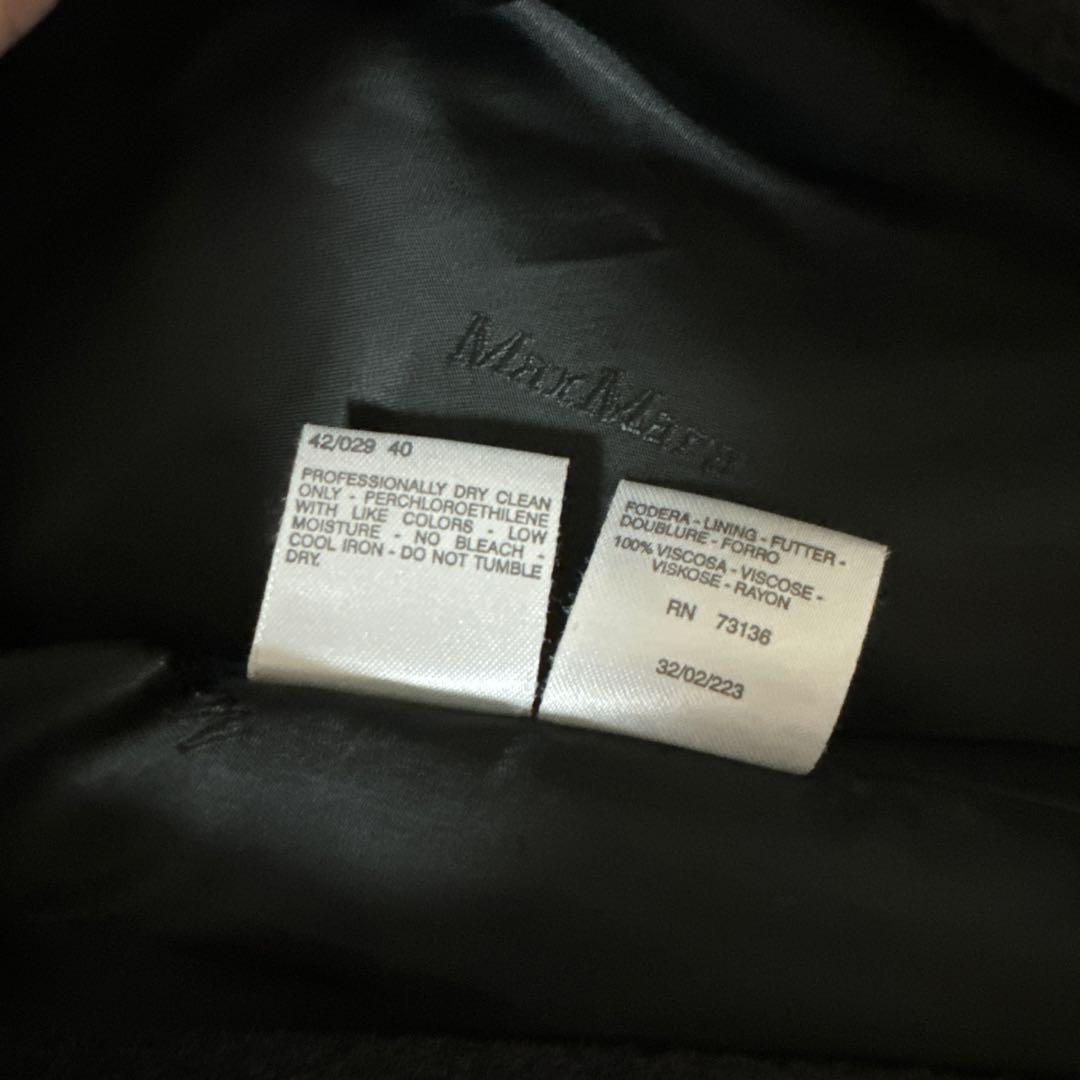 MaxMara
42/029 40
PROFESSIONALLY DRY CLEAN
ONLY - PERCHLOROETHILENE
WITH LIKE COLORS - LOW
MOISTURE - NO BLEACH -
COOL IRON - DO NOT TUMBLE
DRY.
FODERA - LINING - FUTTER -
DOUBLURE - FORRO
100% VISCOSA - VISCOSE -
VISKOSE - RAYON
RN 73136
32/02/223